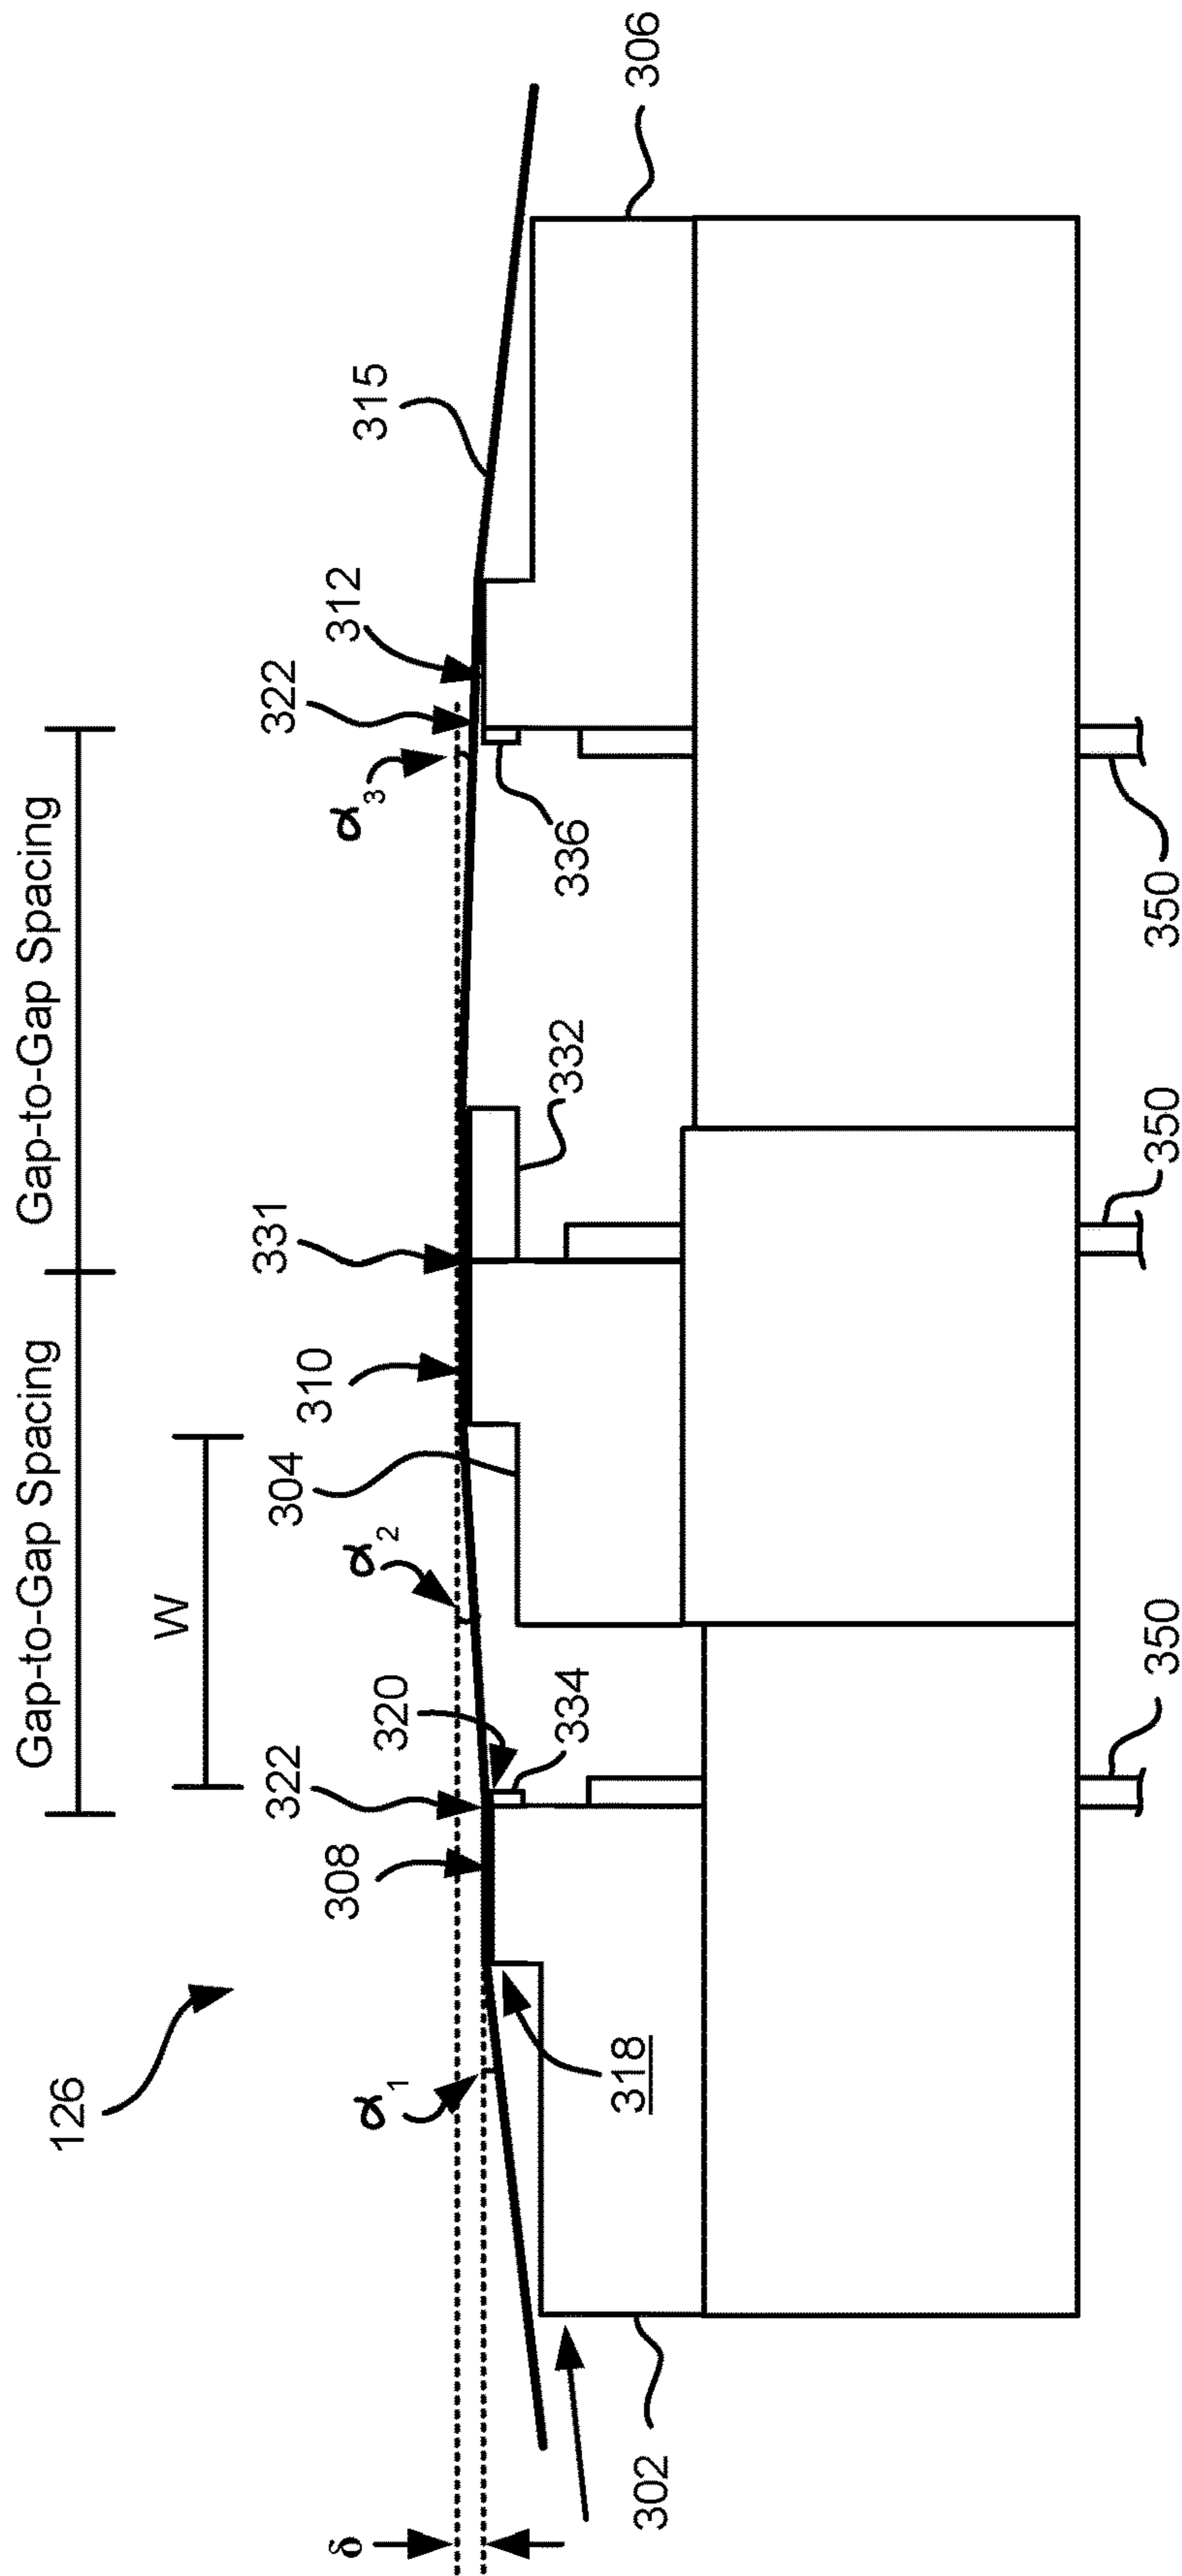 Gap-to-Gap Spacing Gap-to-Gap Spacing
126
W
322 304 331 322
310
δ 308 312
α1 α2 α3 315
320
334 332 336
318
302 306
350 350 350